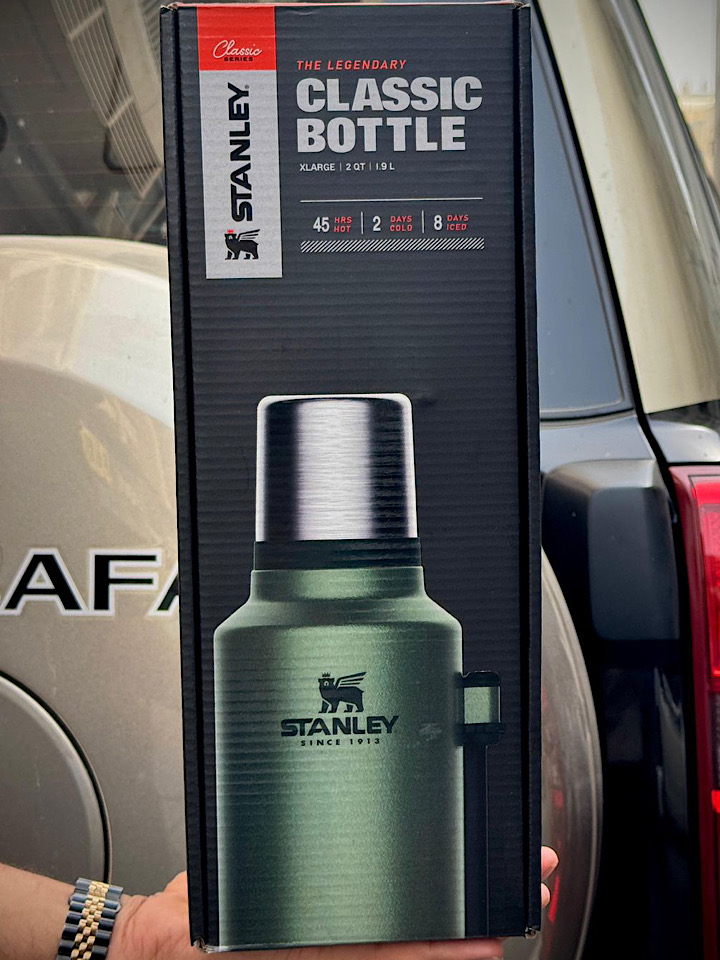 Classic
SERIES
STANLEY®
THE LEGENDARY
CLASSIC
BOTTLE
XLARGE | 2 QT | 1.9 L
45 HRS HOT | 2 DAYS COLD | 8 DAYS ICED
STANLEY
SINCE 1913
AFA